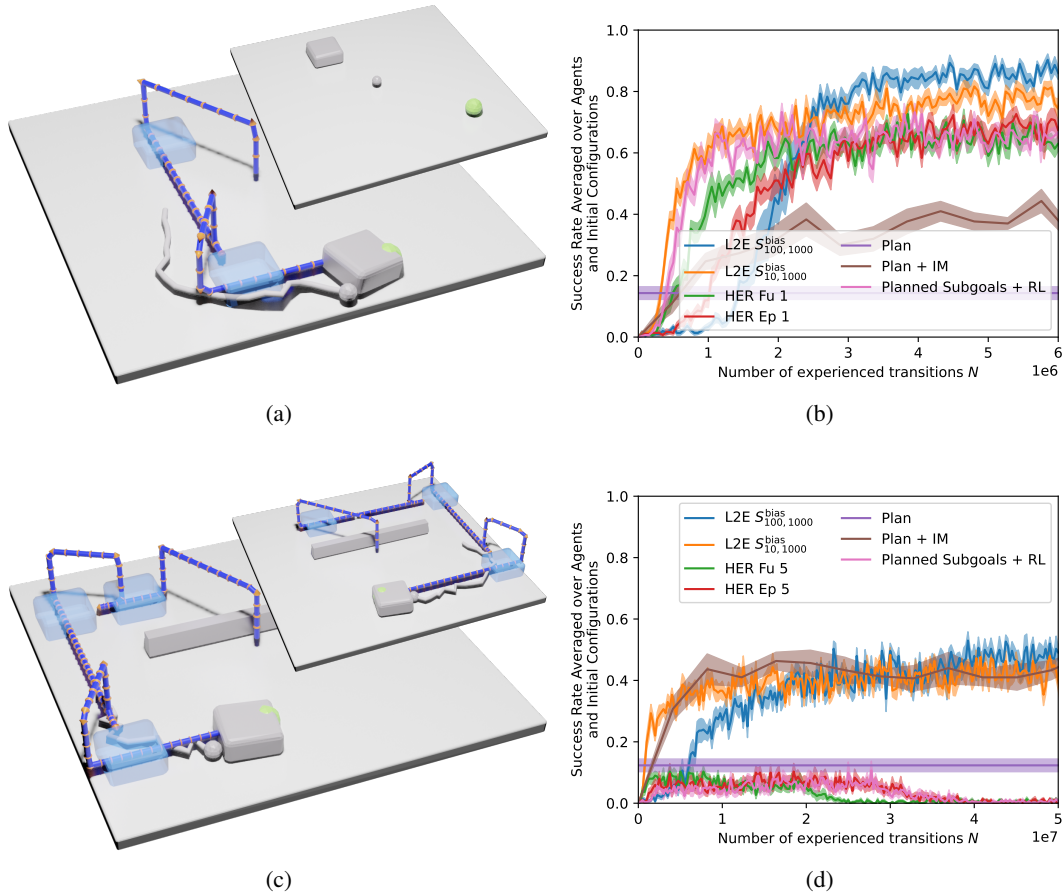 1.0
0.8
0.6
0.4
0.2
0.0
Success Rate Averaged over Agents
and Initial Configurations
L2E S^bias_100,1000
L2E S^bias_10,1000
HER Fu 1
HER Ep 1
Plan
Plan + IM
Planned Subgoals + RL
0 1 2 3 4 5 6
1e6
Number of experienced transitions N
(a)
(b)
1.0
0.8
0.6
0.4
0.2
0.0
Success Rate Averaged over Agents
and Initial Configurations
L2E S^bias_100,1000
L2E S^bias_10,1000
HER Fu 5
HER Ep 5
Plan
Plan + IM
Planned Subgoals + RL
0 1 2 3 4 5
1e7
Number of experienced transitions N
(c)
(d)